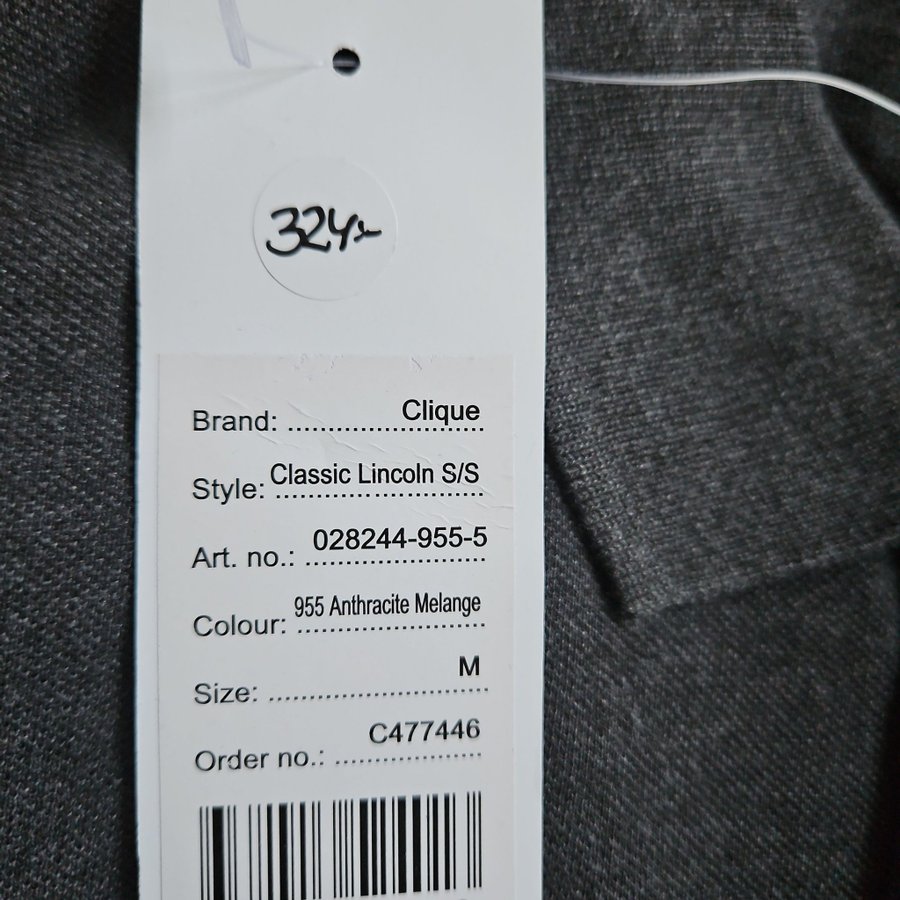 324:-
Brand: Clique
Style: Classic Lincoln S/S
Art. no.: 028244-955-5
Colour: 955 Anthracite Melange
Size: M
Order no.: C477446